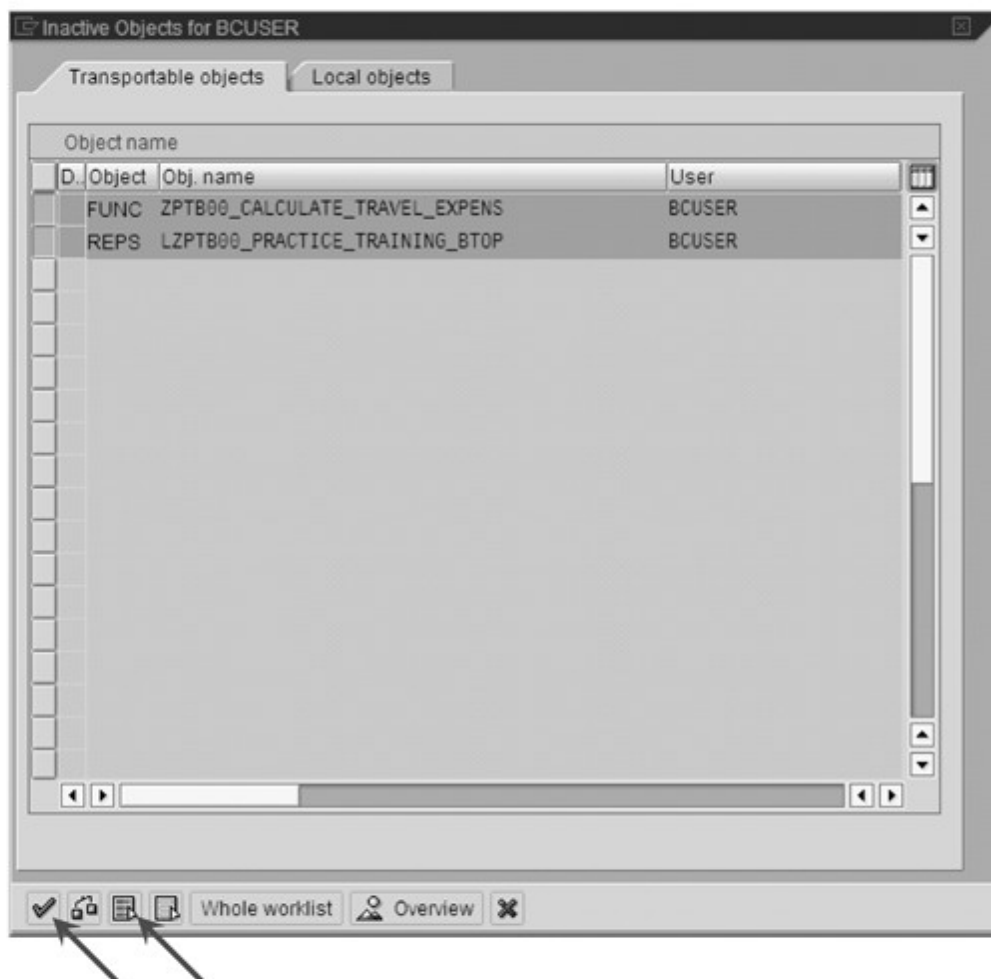 Inactive Objects for BCUSER
Transportable objects Local objects
Object name
D.. Object Obj. name User
FUNC ZPTB00_CALCULATE_TRAVEL_EXPENS BCUSER
REPS LZPTB00_PRACTICE_TRAINING_BTOP BCUSER
Whole worklist Overview